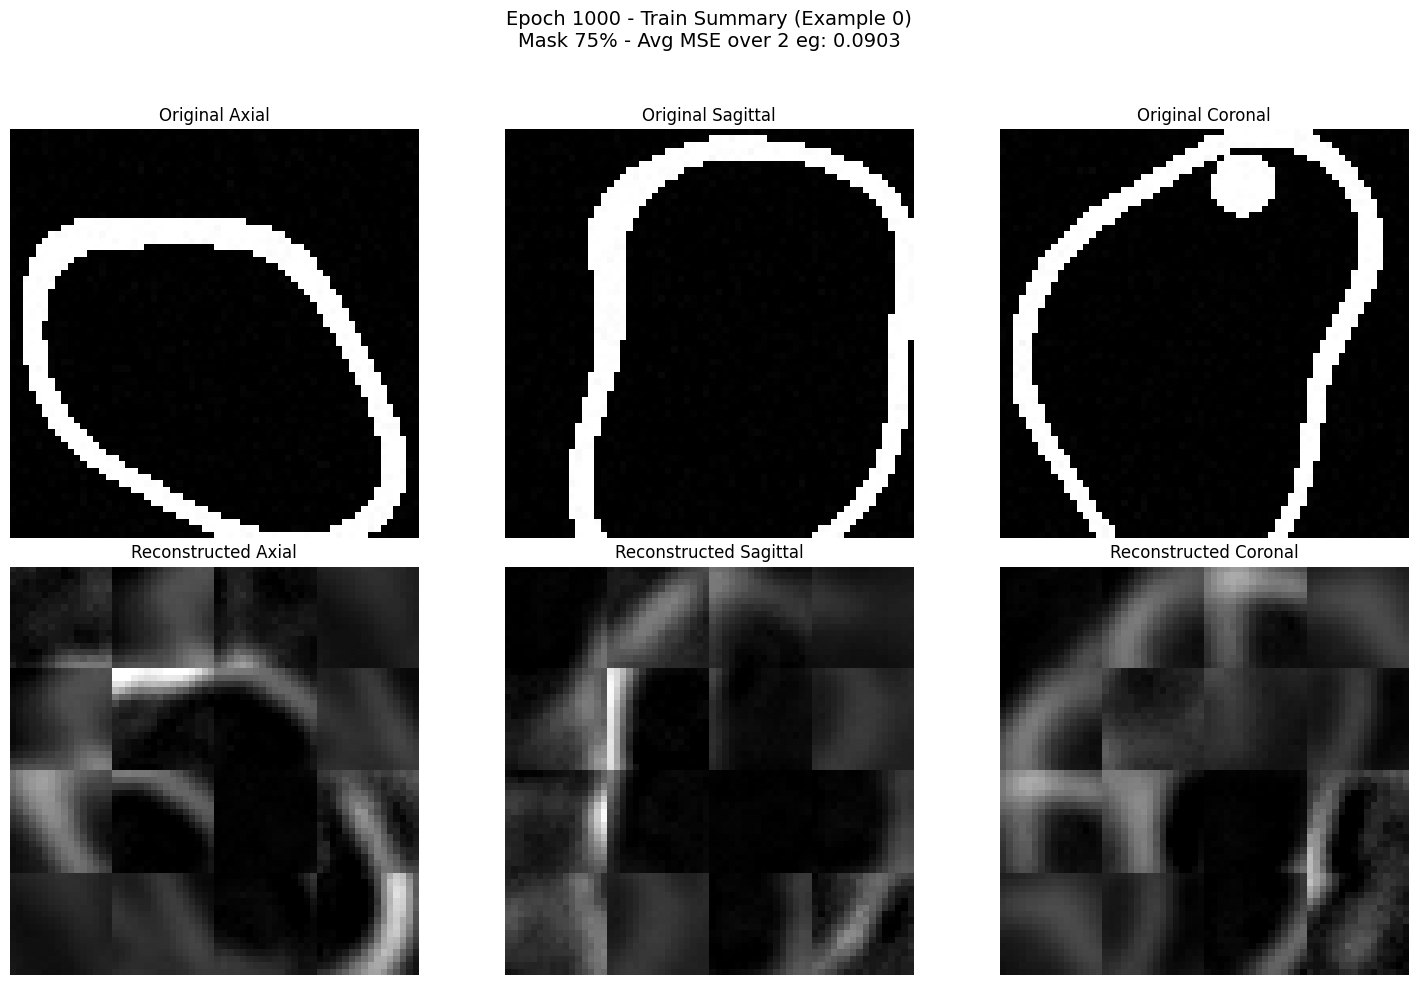 Epoch 1000 - Train Summary (Example 0)
Mask 75% - Avg MSE over 2 eg: 0.0903
Original Axial
Original Sagittal
Original Coronal
Reconstructed Axial
Reconstructed Sagittal
Reconstructed Coronal